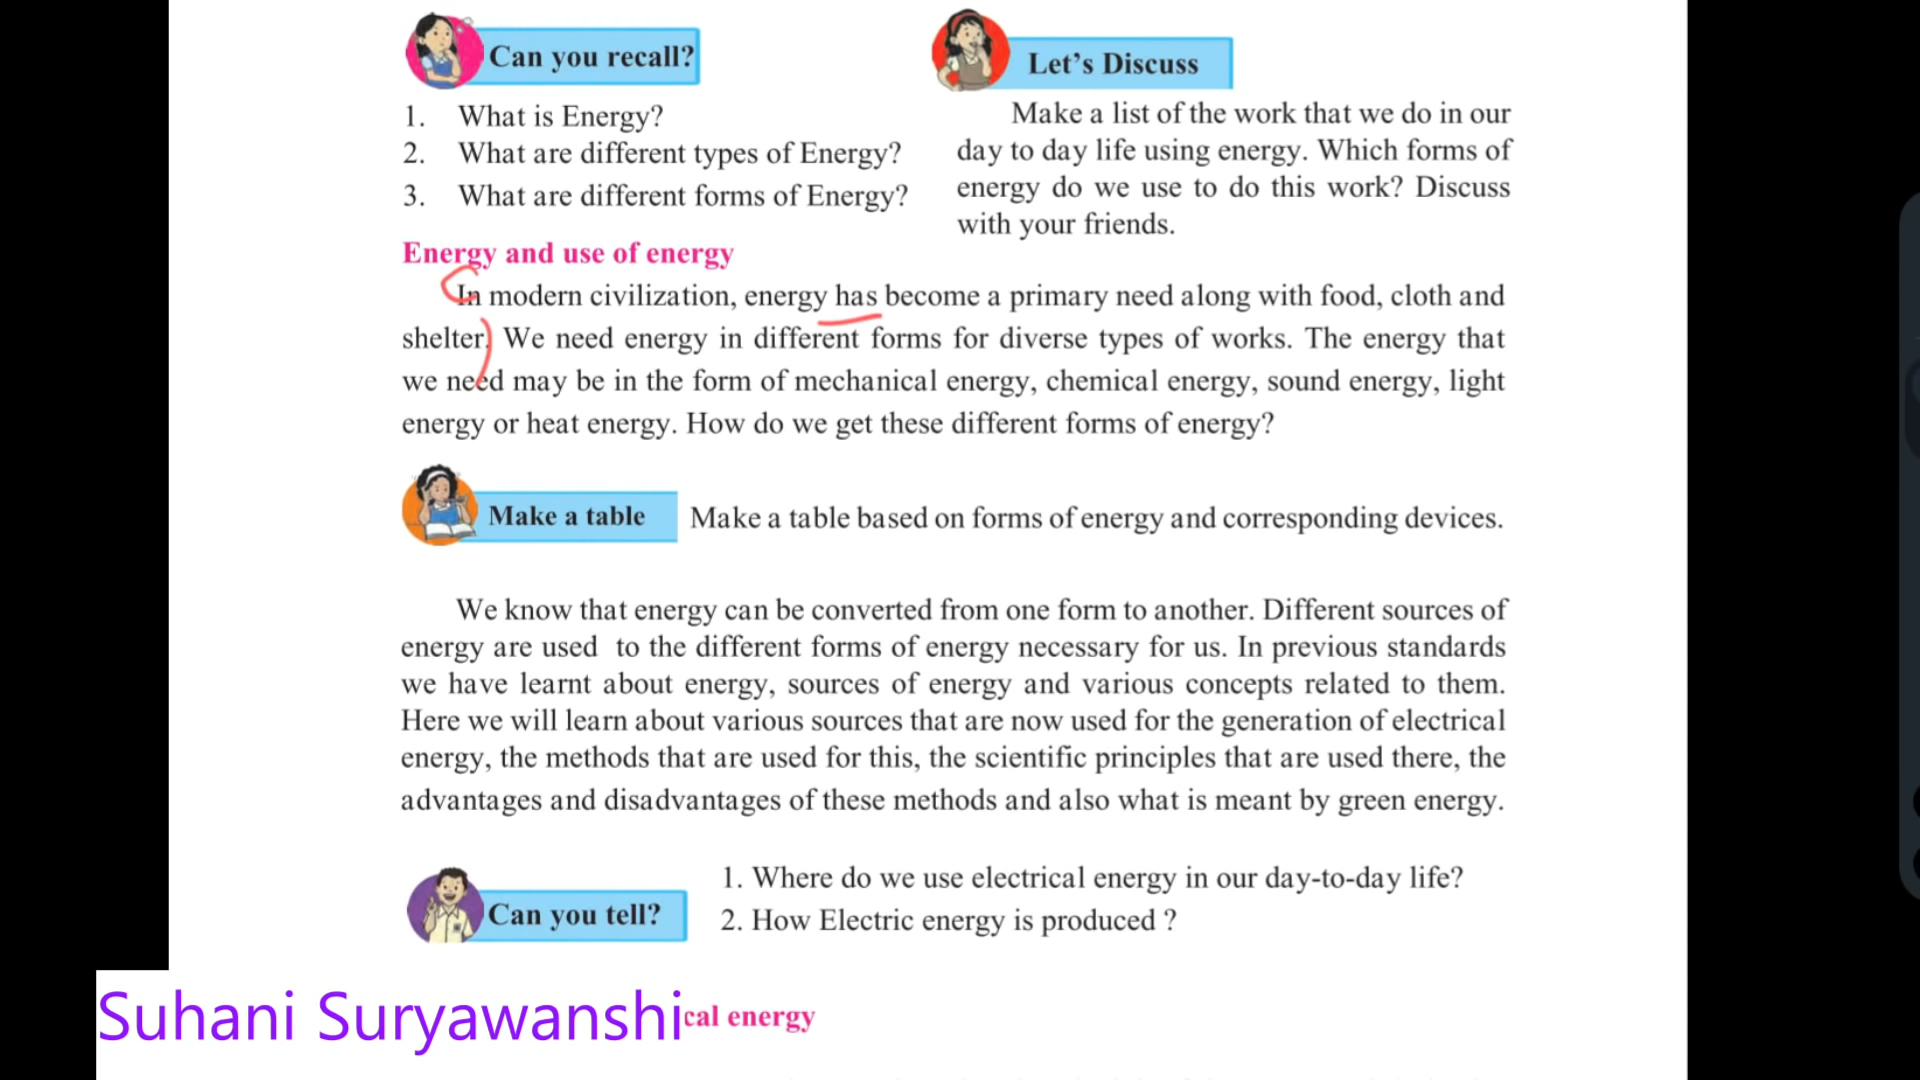 Can you recall?
1. What is Energy?
2. What are different types of Energy?
3. What are different forms of Energy?
Let’s Discuss
Make a list of the work that we do in our
day to day life using energy. Which forms of
energy do we use to do this work? Discuss
with your friends.
Energy and use of energy
In modern civilization, energy has become a primary need along with food, cloth and
shelter. We need energy in different forms for diverse types of works. The energy that
we need may be in the form of mechanical energy, chemical energy, sound energy, light
energy or heat energy. How do we get these different forms of energy?
Make a table
Make a table based on forms of energy and corresponding devices.
We know that energy can be converted from one form to another. Different sources of
energy are used to the different forms of energy necessary for us. In previous standards
we have learnt about energy, sources of energy and various concepts related to them.
Here we will learn about various sources that are now used for the generation of electrical
energy, the methods that are used for this, the scientific principles that are used there, the
advantages and disadvantages of these methods and also what is meant by green energy.
Can you tell?
1. Where do we use electrical energy in our day-to-day life?
2. How Electric energy is produced ?
Suhani Suryawanshi
cal energy